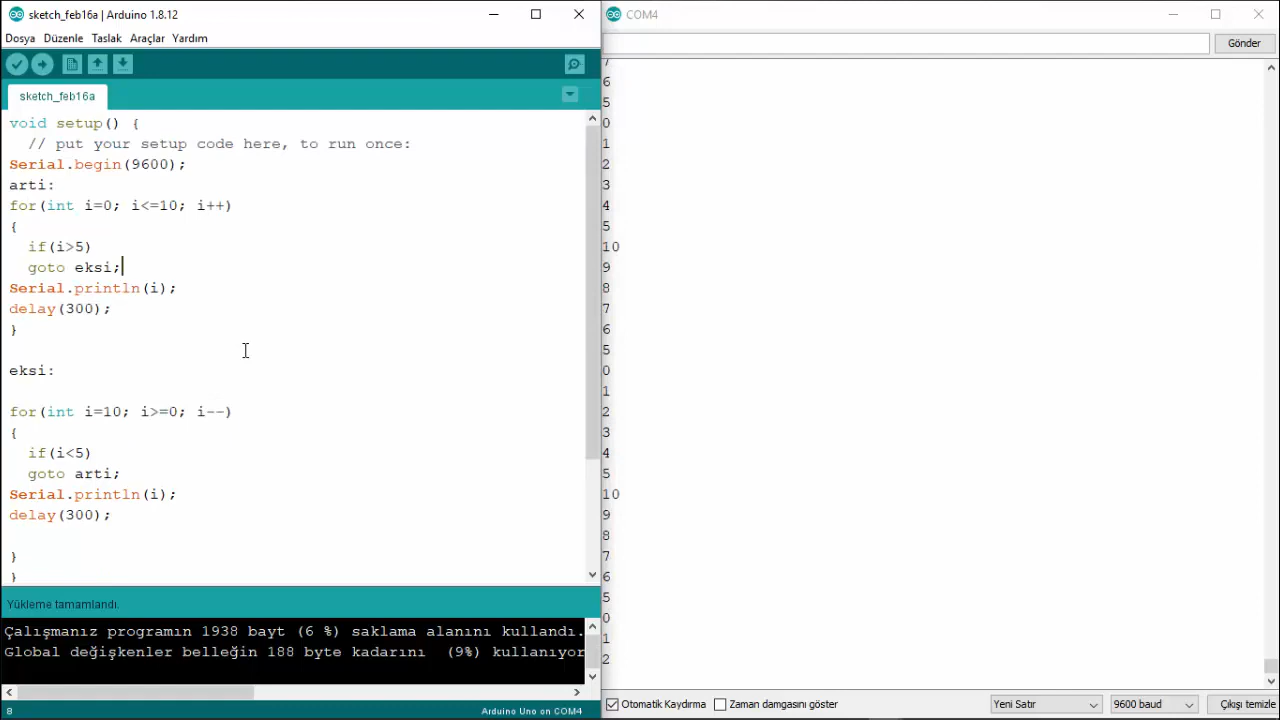 sketch_feb16a | Arduino 1.8.12
Dosya Düzenle Taslak Araçlar Yardım
sketch_feb16a
void setup() {
// put your setup code here, to run once:
Serial.begin(9600);
arti:
for(int i=0; i<=10; i++)
{
if(i>5)
goto eksi;
Serial.println(i);
delay(300);
}
eksi:
for(int i=10; i>=0; i--)
{
if(i<5)
goto arti;
Serial.println(i);
delay(300);
}
}
Yükleme tamamlandı.
Çalışmanız programın 1938 bayt (6 %) saklama alanını kullandı.
Global değişkenler belleğin 188 byte kadarını (9%) kullanıyor
8
Arduino Uno on COM4
COM4
Gönder
7
6
5
0
1
2
3
4
5
10
9
8
7
6
5
0
1
2
3
4
5
10
9
8
7
6
5
0
1
2
Otomatik Kaydırma Zaman damgasını göster Yeni Satır 9600 baud Çıkışı temizle